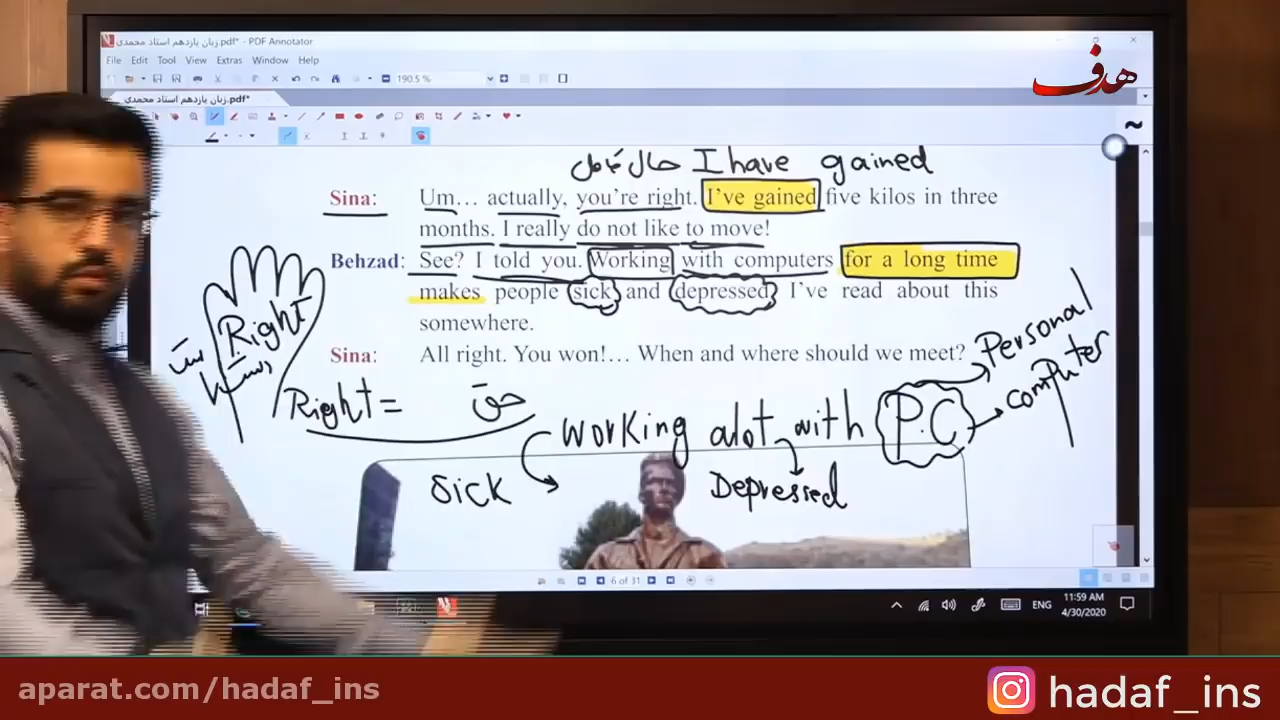 زبان یازدهم استاد محمدی.pdf* - PDF Annotator
هدف
File Edit Tool View Extras Window Help
190.5 %
زبان یازدهم استاد محمدی.pdf*
حال کامل I have gained
Sina: Um... actually, you're right. I've gained five kilos in three
months. I really do not like to move!
Behzad: See? I told you. Working with computers for a long time
makes people sick and depressed. I've read about this
somewhere.
Sina: All right. You won!... When and where should we meet?
Right
راست
Right = حق
Working alot with P.C
Personal
computer
Sick
Depressed
6 of 31
ENG
11:59 AM
4/30/2020
aparat.com/hadaf_ins
hadaf_ins